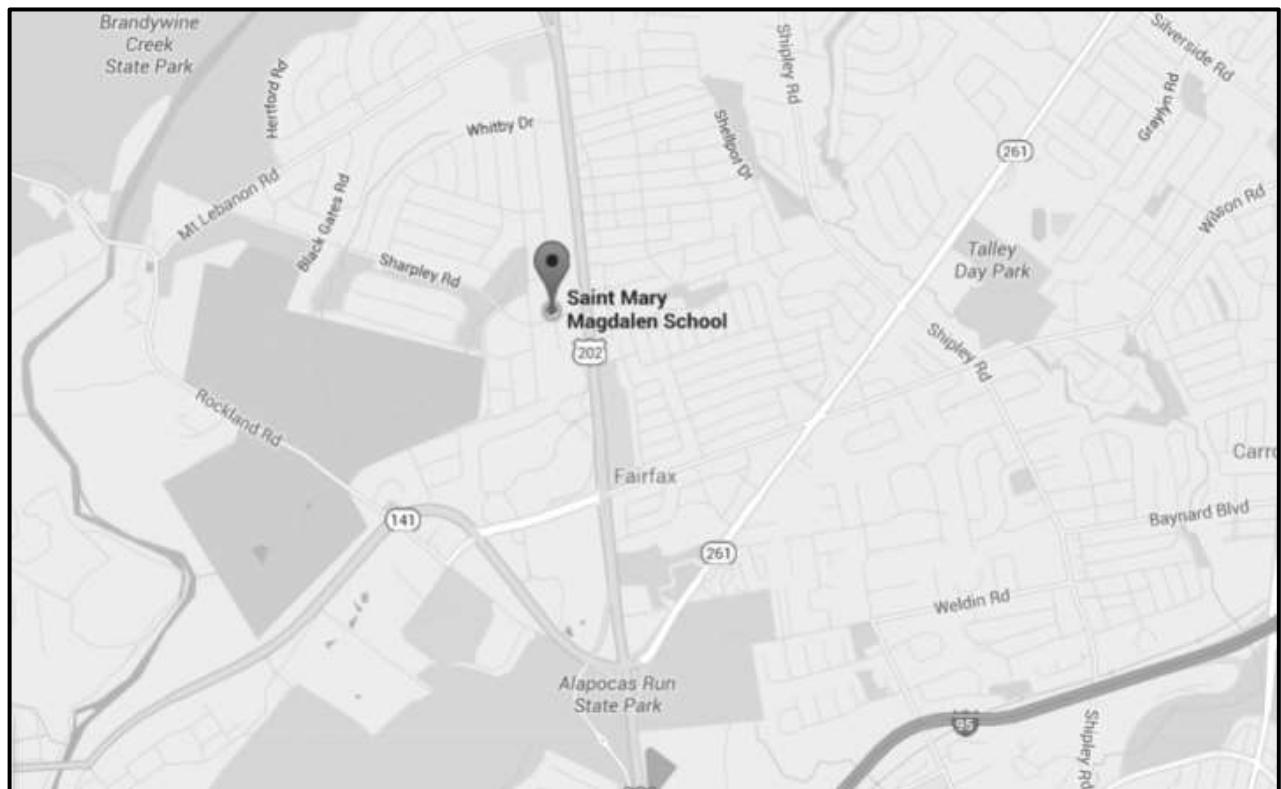 Brandywine
Creek
State Park
Hertford Rd
Whitby Dr
Shipley Rd
Silverside Rd
Graylyn Rd
Shellpot Dr
261
Mt Lebanon Rd
Black Gates Rd
Sharpley Rd
Wilson Rd
Talley
Day Park
Saint Mary
Magdalen School
202
Shipley Rd
Rockland Rd
Fairfax
Carro
141
Baynard Blvd
261
Weldin Rd
Alapocas Run
State Park
95
Shipley Rd